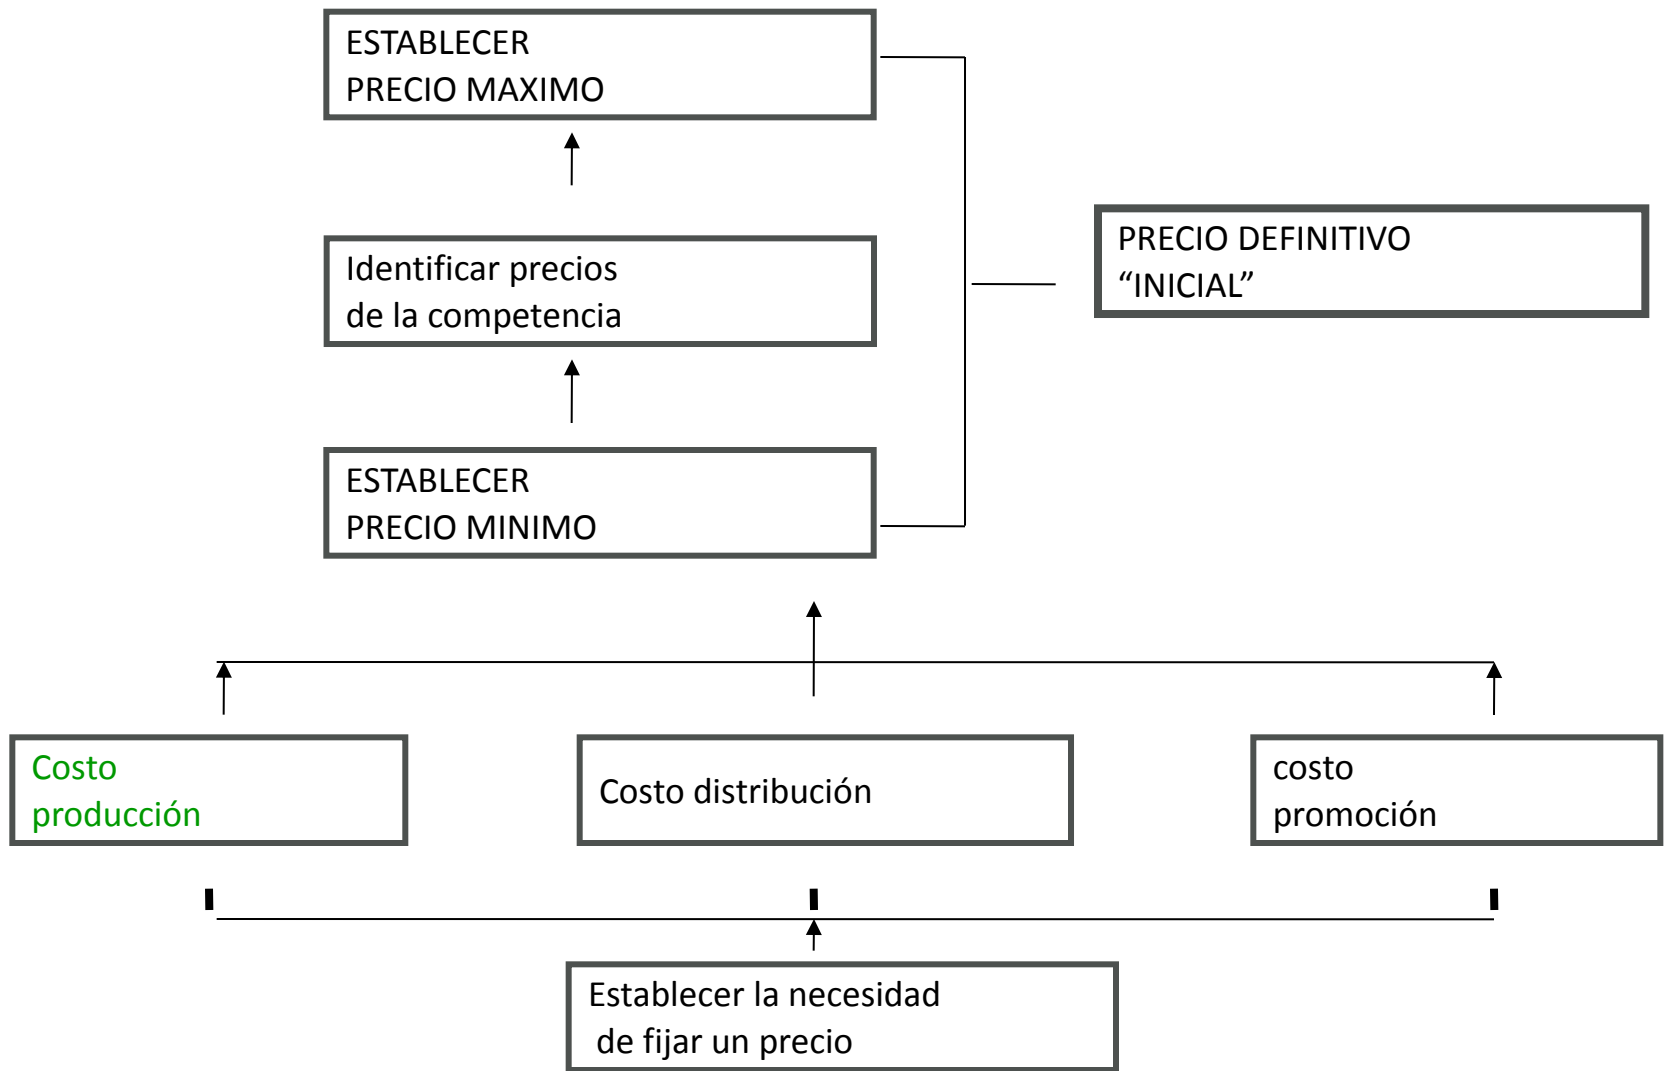 ESTABLECER
PRECIO MAXIMO
Identificar precios
de la competencia
PRECIO DEFINITIVO
“INICIAL”
ESTABLECER
PRECIO MINIMO
Costo
producción
Costo distribución
costo
promoción
Establecer la necesidad
de fijar un precio